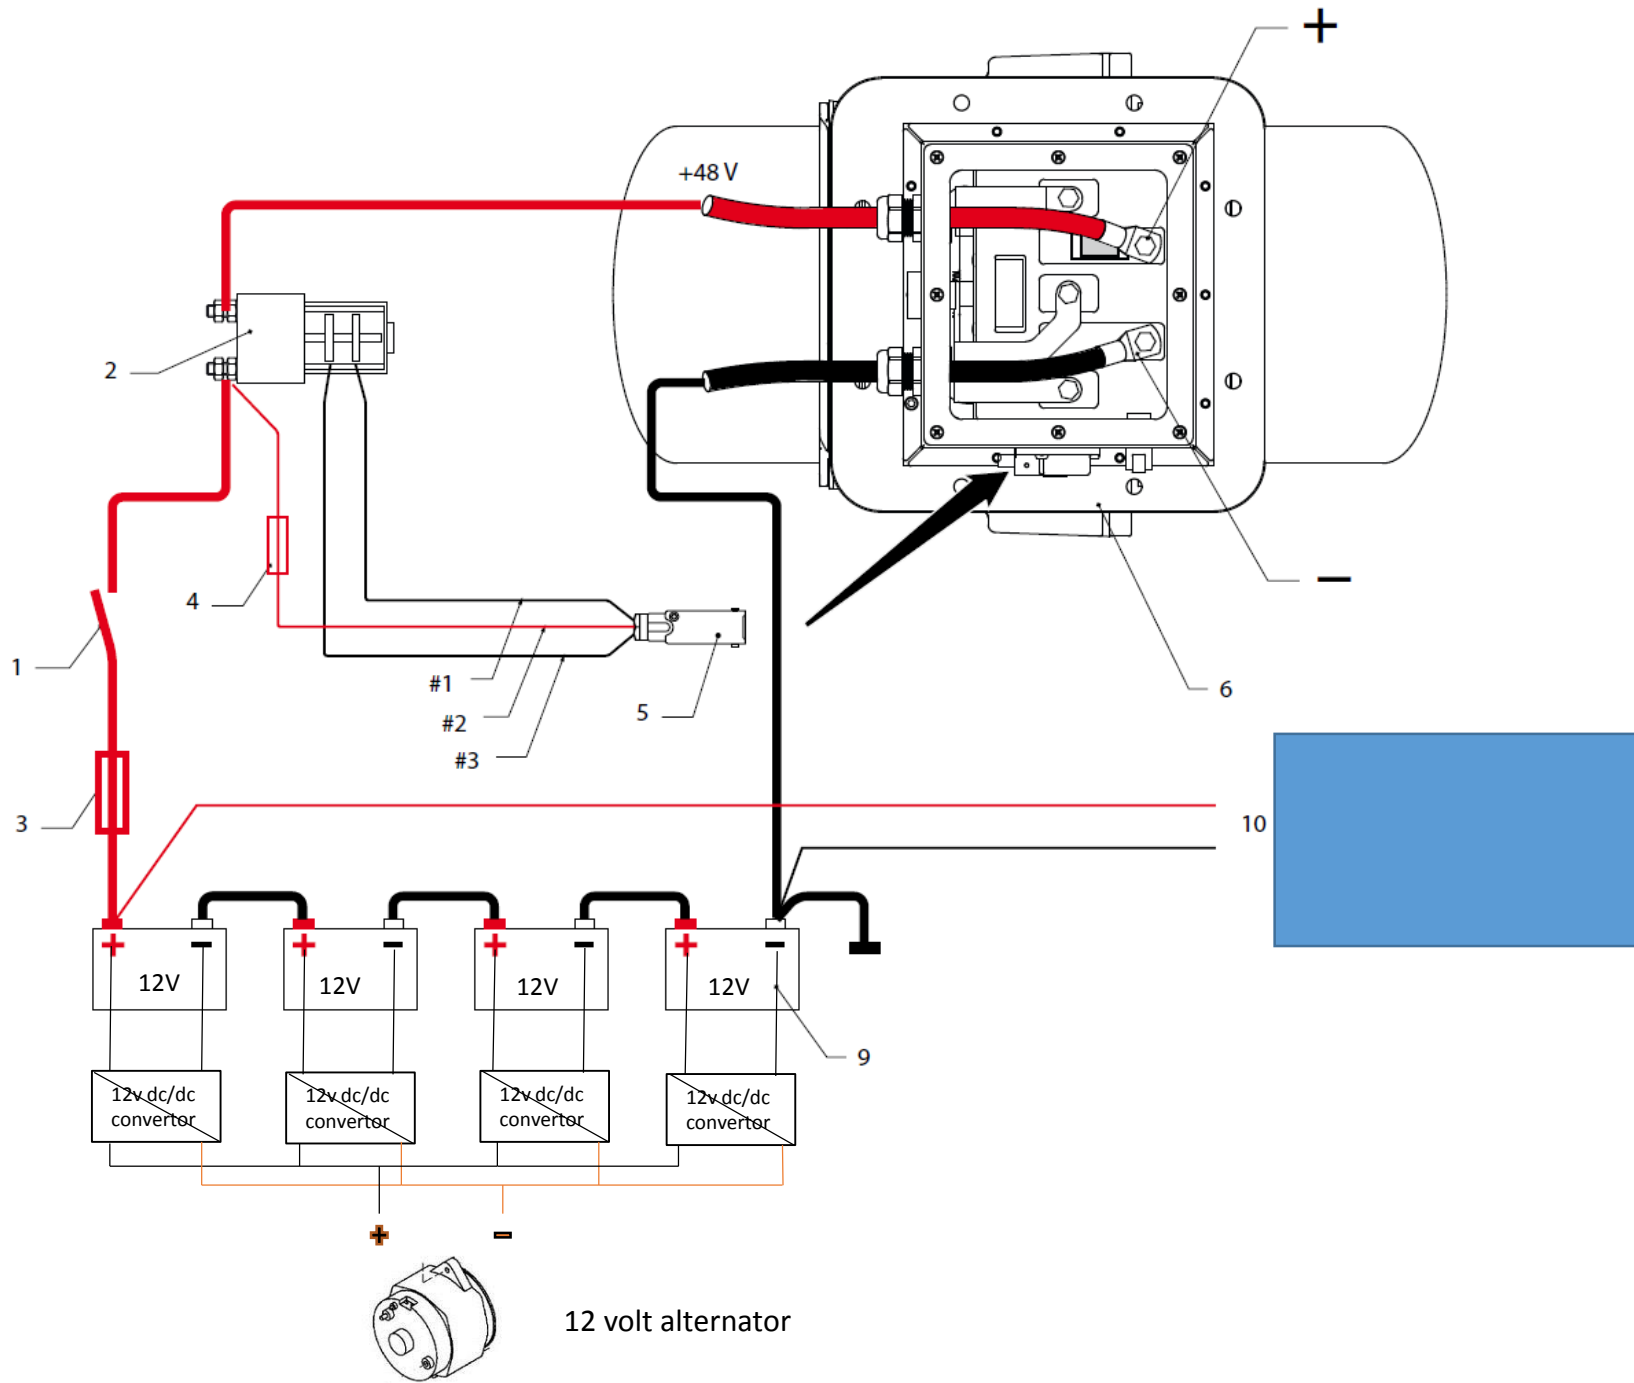 +
+48 V
2
4
1
#1
#2
#3
5
6
−
3
10
+ − + − + − + −
12V 12V 12V 12V
9
12v dc/dc
convertor
12v dc/dc
convertor
12v dc/dc
convertor
12v dc/dc
convertor
+ −
12 volt alternator